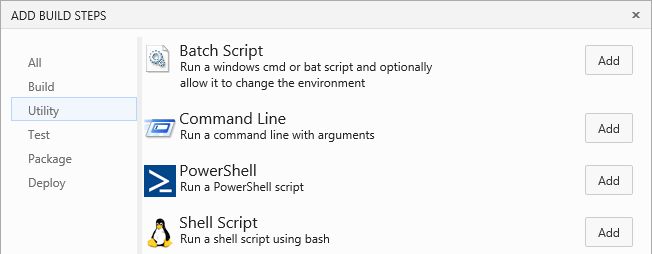 ADD BUILD STEPS
All
Build
Utility
Test
Package
Deploy
Batch Script
Run a windows cmd or bat script and optionally
allow it to change the environment
Add
Command Line
Run a command line with arguments
Add
PowerShell
Run a PowerShell script
Add
Shell Script
Run a shell script using bash
Add